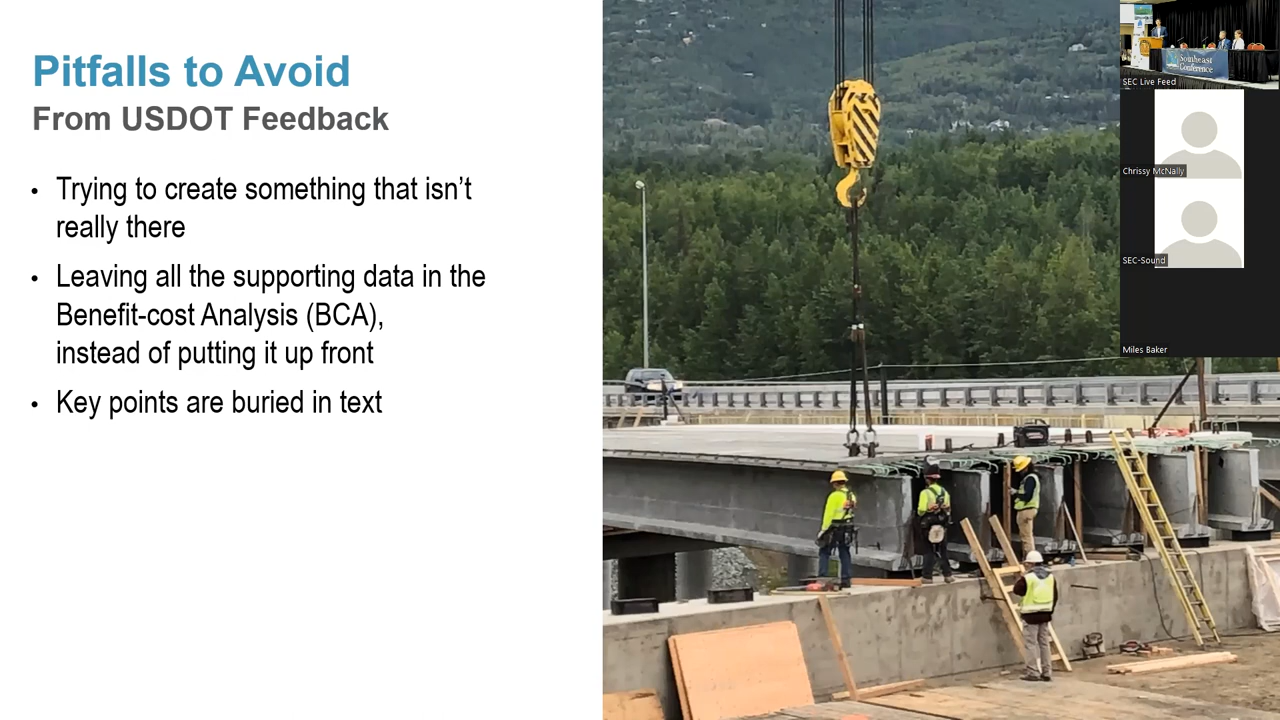 Pitfalls to Avoid
From USDOT Feedback
• Trying to create something that isn’t
really there
• Leaving all the supporting data in the
Benefit-cost Analysis (BCA),
instead of putting it up front
• Key points are buried in text
Southeast
Conference
SEC Live Feed
Chrissy McNally
SEC-Sound
Miles Baker